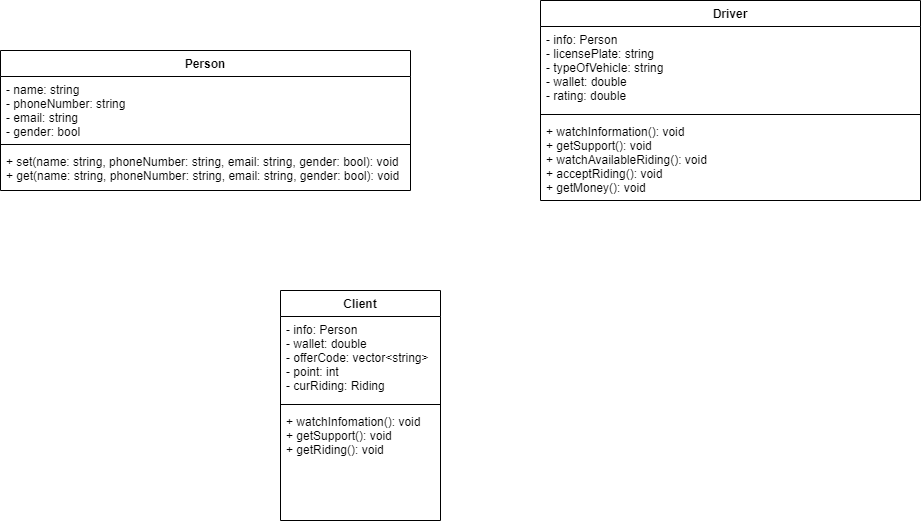 Person
- name: string
- phoneNumber: string
- email: string
- gender: bool
+ set(name: string, phoneNumber: string, email: string, gender: bool): void
+ get(name: string, phoneNumber: string, email: string, gender: bool): void
Driver
- info: Person
- licensePlate: string
- typeOfVehicle: string
- wallet: double
- rating: double
+ watchInformation(): void
+ getSupport(): void
+ watchAvailableRiding(): void
+ acceptRiding(): void
+ getMoney(): void
Client
- info: Person
- wallet: double
- offerCode: vector<string>
- point: int
- curRiding: Riding
+ watchInfomation(): void
+ getSupport(): void
+ getRiding(): void